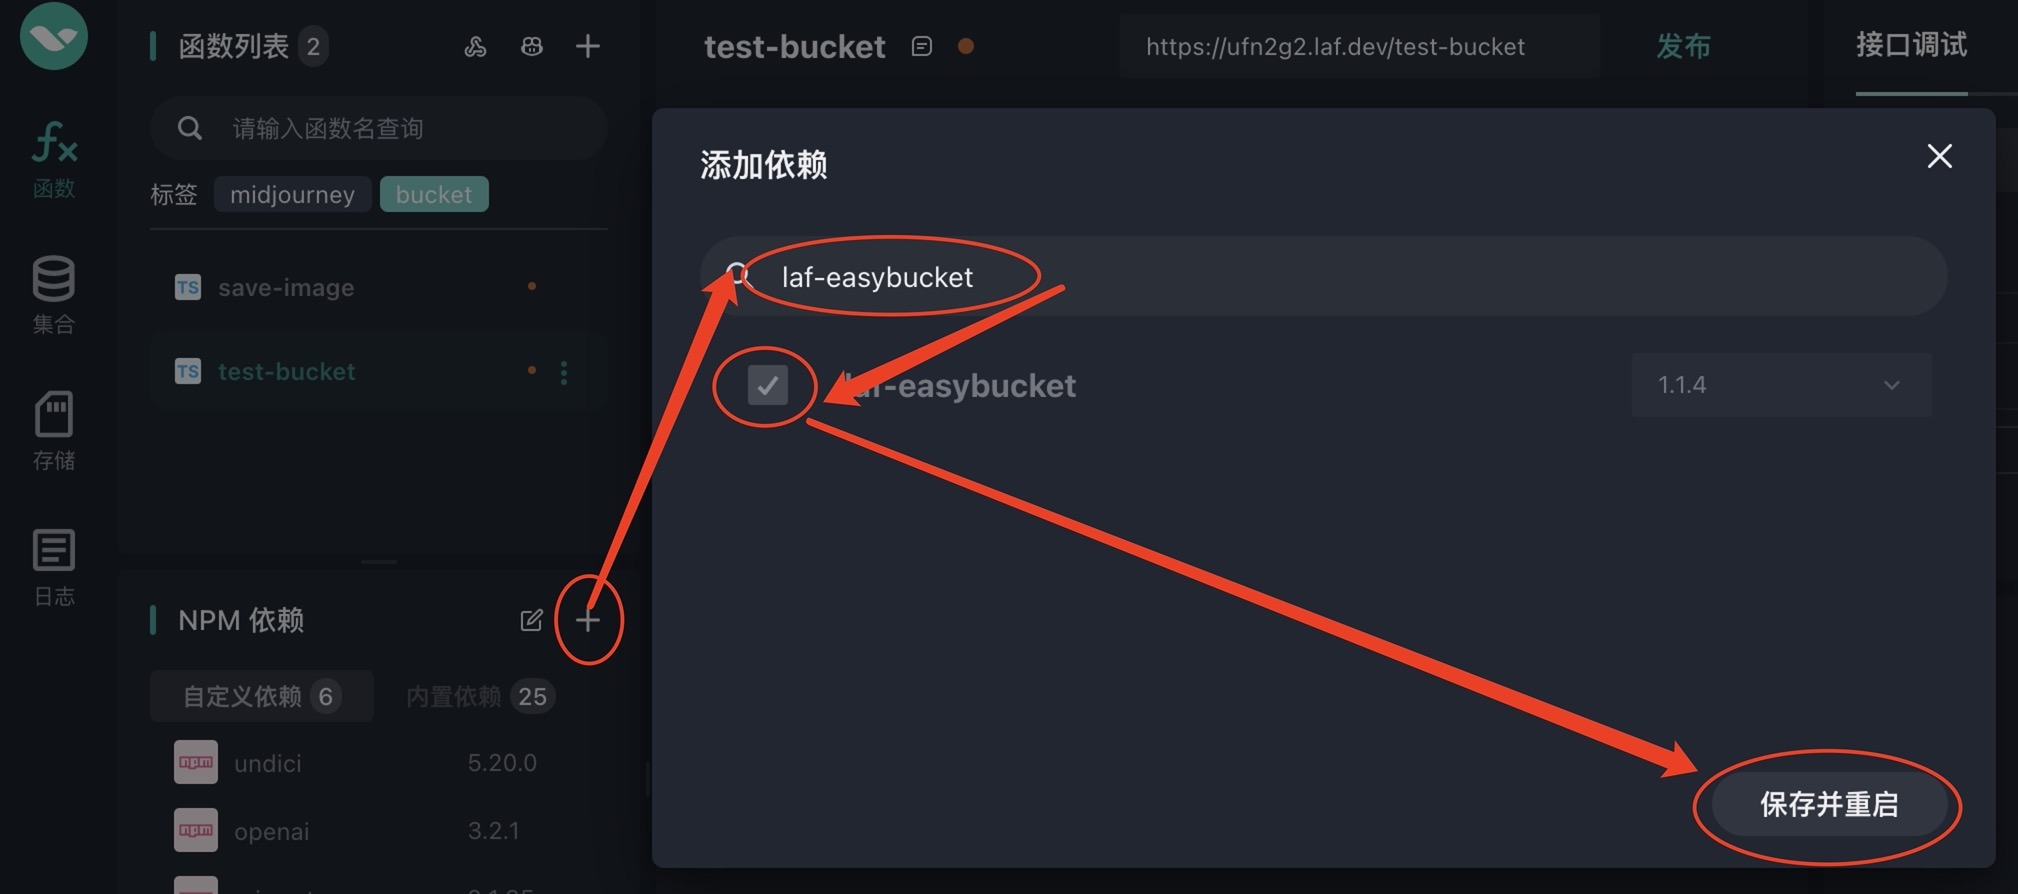 函数列表 2
test-bucket
https://ufn2g2.laf.dev/test-bucket
发布
接口调试
请输入函数名查询
函数
标签 midjourney bucket
TS save-image
集合
TS test-bucket
存储
日志
NPM 依赖
自定义依赖 6 内置依赖 25
npm undici 5.20.0
npm openai 3.2.1
添加依赖
laf-easybucket
laf-easybucket 1.1.4
保存并重启